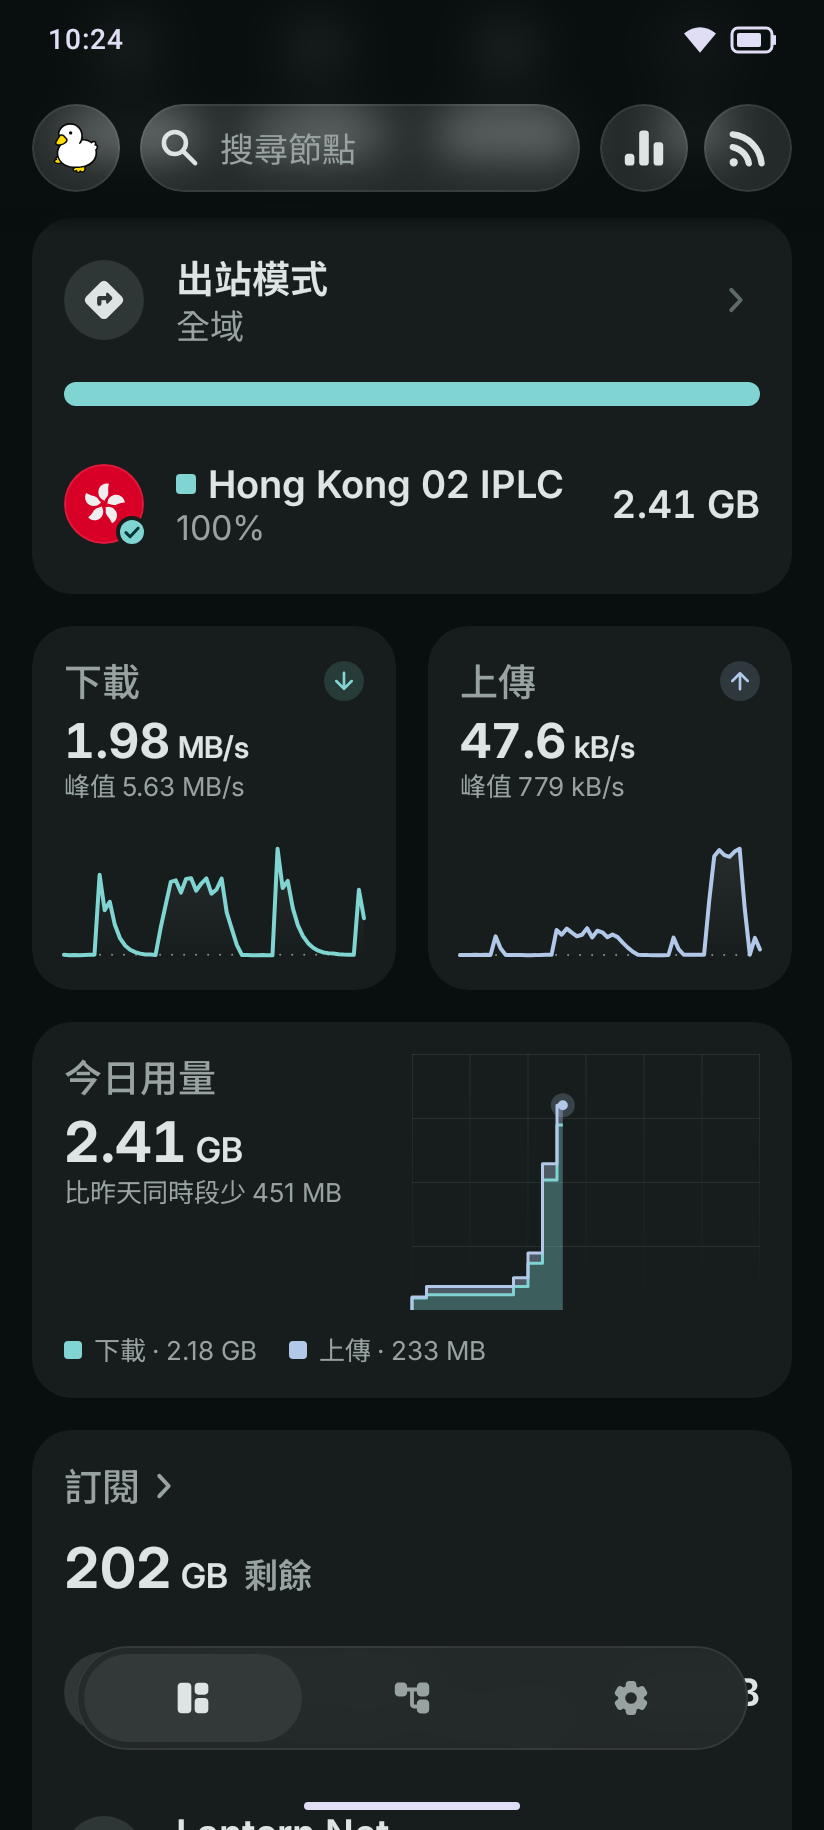 10:24
搜尋節點
出站模式
全域
Hong Kong 02 IPLC
100%
2.41 GB
下載
1.98 MB/s
峰值 5.63 MB/s
上傳
47.6 kB/s
峰值 779 kB/s
今日用量
2.41 GB
比昨天同時段少 451 MB
下載 · 2.18 GB
上傳 · 233 MB
訂閱
202 GB 剩餘
Lantern Net